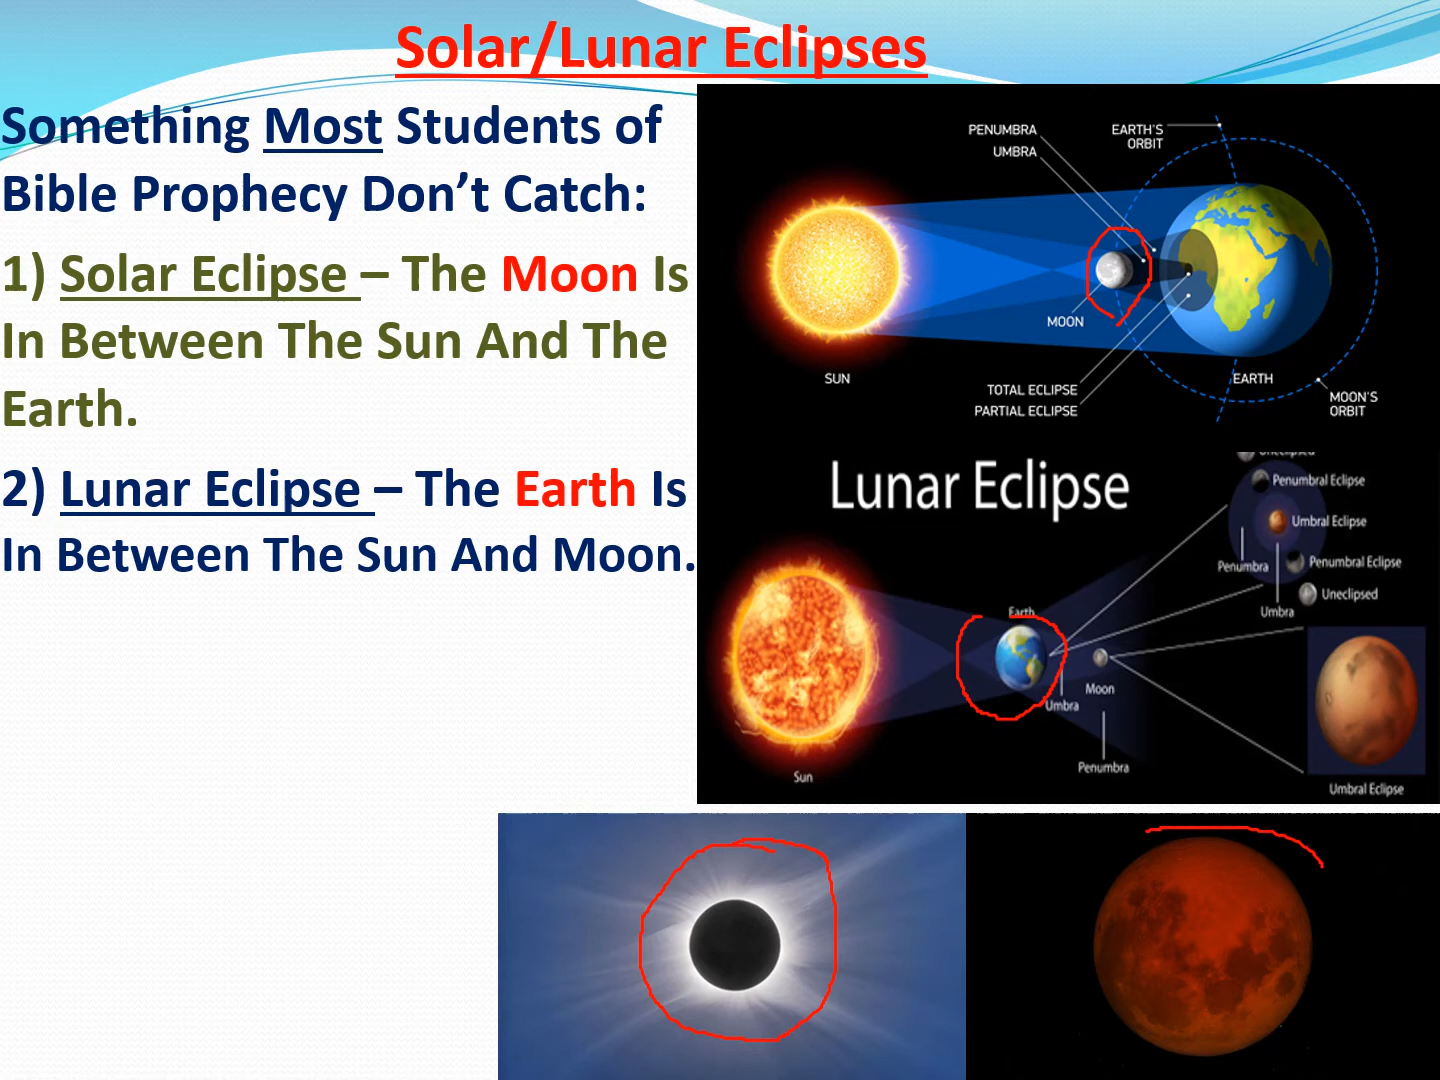 Solar/Lunar Eclipses
Something Most Students of
Bible Prophecy Don't Catch:
1) Solar Eclipse – The Moon Is
In Between The Sun And The
Earth.
2) Lunar Eclipse – The Earth Is
In Between The Sun And Moon.
PENUMBRA
UMBRA
EARTH'S
ORBIT
MOON
SUN
TOTAL ECLIPSE
PARTIAL ECLIPSE
EARTH
MOON'S
ORBIT
Lunar Eclipse
Uneclipsed
Penumbral Eclipse
Umbral Eclipse
Penumbra
Penumbral Eclipse
Uneclipsed
Umbra
Earth
Moon
Umbra
Penumbra
Sun
Umbral Eclipse